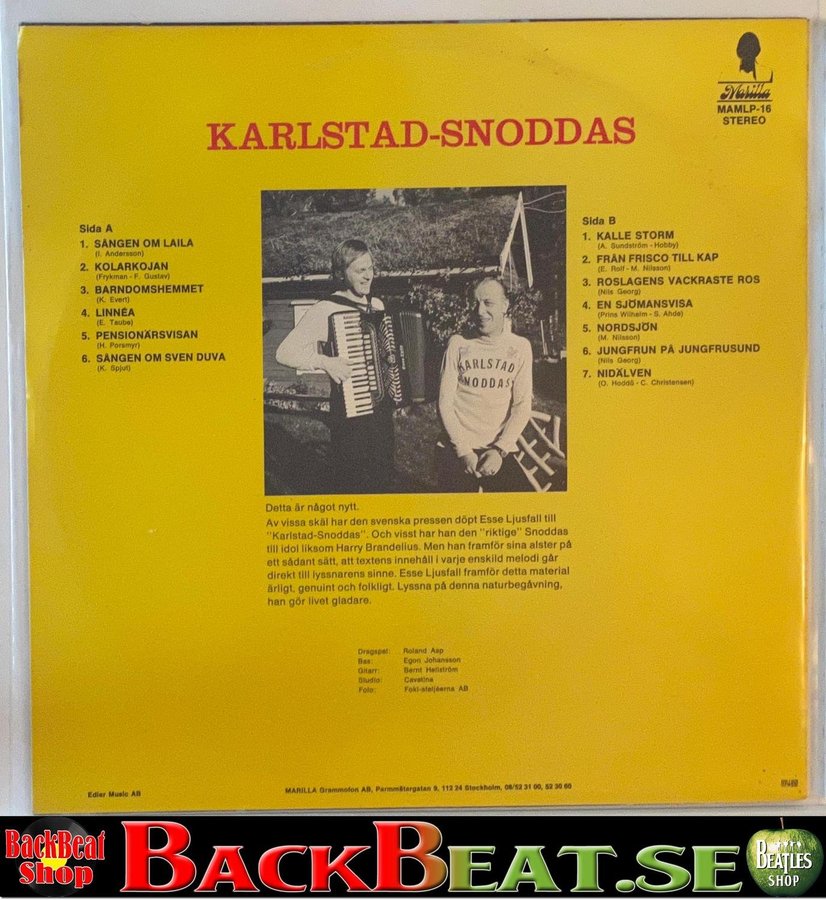 Marilla
MAMLP-16
STEREO
KARLSTAD-SNODDAS
Sida A
1. SÅNGEN OM LAILA
(I. Andersson)
2. KOLARKOJAN
(Frykman - F. Gustav)
3. BARNDOMSHEMMET
(K. Evert)
4. LINNÉA
(E. Taube)
5. PENSIONÄRSVISAN
(H. Porsmyr)
6. SÅNGEN OM SVEN DUVA
(K. Spjut)
KARLSTAD
SNODDAS
Sida B
1. KALLE STORM
(A. Sundström - Hobby)
2. FRÅN FRISCO TILL KAP
(E. Rolf - M. Nilsson)
3. ROSLAGENS VACKRASTE ROS
(Nils Georg)
4. EN SJÖMANSVISA
(Prins Wilhelm - S. Ahde)
5. NORDSJÖN
(M. Nilsson)
6. JUNGFRUN PÅ JUNGFRUSUND
(Nils Georg)
7. NIDÄLVEN
(O. Hoddö - C. Christensen)
Detta är något nytt.
Av vissa skäl har den svenska pressen döpt Esse Ljusfall till
"Karlstad-Snoddas". Och visst har han den "riktige" Snoddas
till idol liksom Harry Brandelius. Men han framför sina alster på
ett sådant sätt, att textens innehåll i varje enskild melodi går
direkt till lyssnarens sinne. Esse Ljusfall framför detta material
ärligt, genuint och folkligt. Lyssna på denna naturbegåvning,
han gör livet gladare.
Dragspel: Roland Asp
Bas: Egon Johansson
Gitarr: Bernt Hellström
Studio: Cavatina
Foto: Foki-ateljéerna AB
Edler Music AB
MARILLA Grammofon AB, Parmmätargatan 9, 112 24 Stockholm, 08/52 31 00, 52 30 60
BackBeat
Shop
BACKBEAT.SE
BEATLES
SHOP